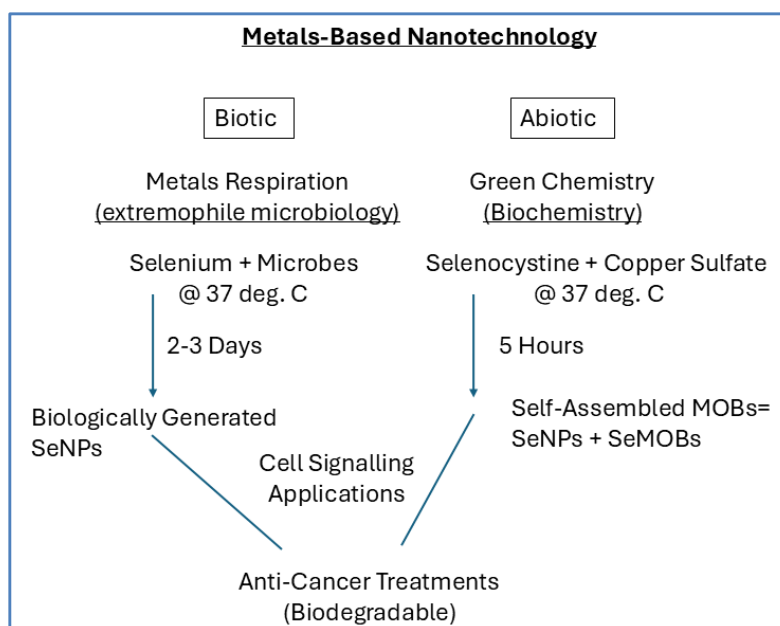 Metals-Based Nanotechnology
Biotic
Abiotic
Metals Respiration
(extremophile microbiology)
Green Chemistry
(Biochemistry)
Selenium + Microbes
@ 37 deg. C
Selenocystine + Copper Sulfate
@ 37 deg. C
2-3 Days
5 Hours
Biologically Generated
SeNPs
Self-Assembled MOBs=
SeNPs + SeMOBs
Cell Signalling
Applications
Anti-Cancer Treatments
(Biodegradable)